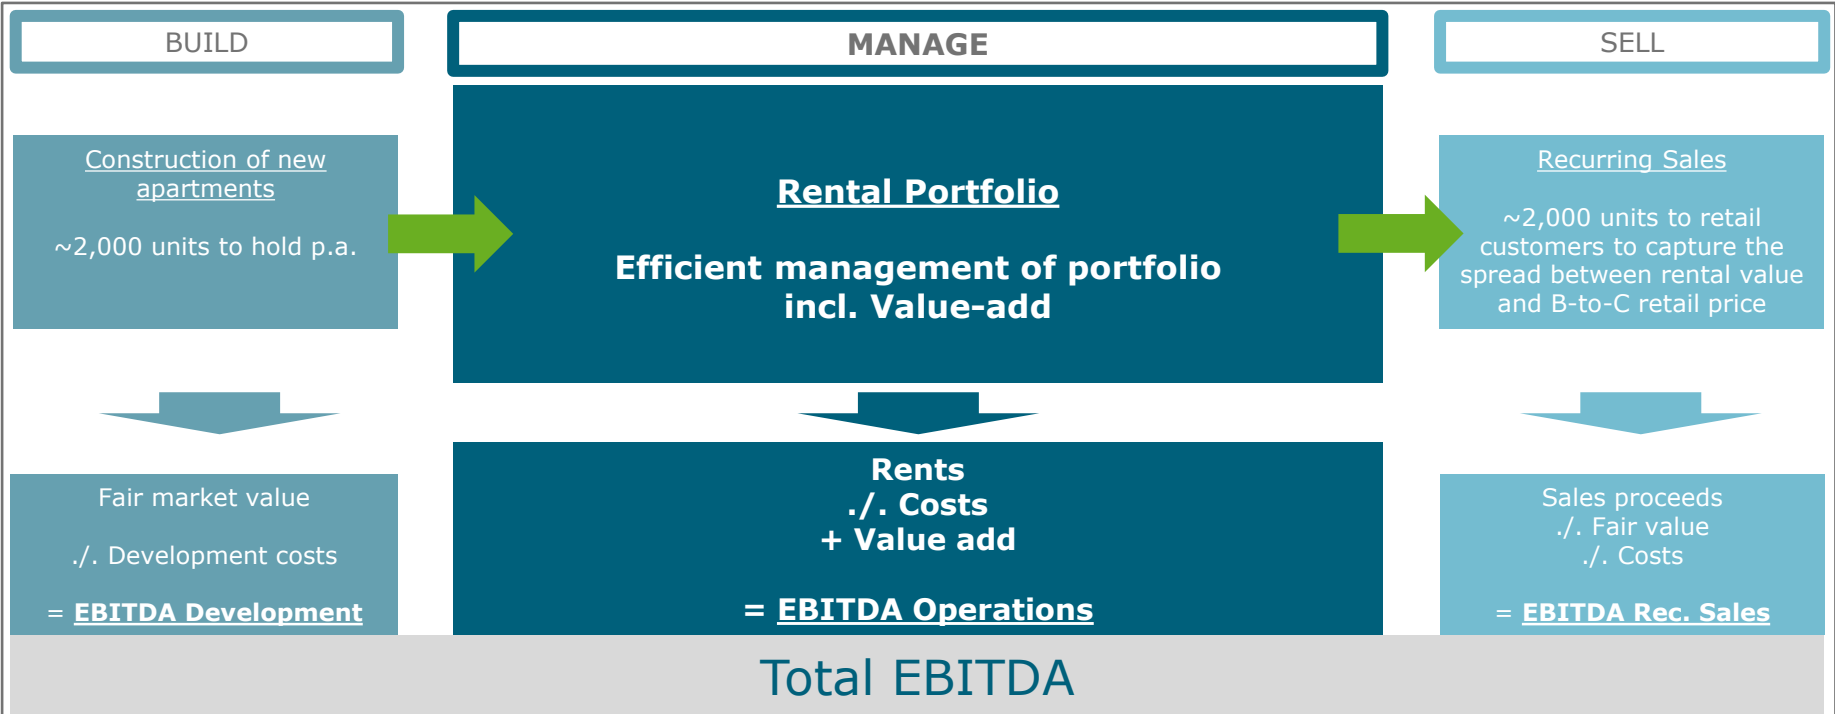 BUILD
MANAGE
SELL
Construction of new
apartments
~2,000 units to hold p.a.
Rental Portfolio
Efficient management of portfolio
incl. Value-add
Recurring Sales
~2,000 units to retail
customers to capture the
spread between rental value
and B-to-C retail price
Fair market value
./. Development costs
= EBITDA Development
Rents
./. Costs
+ Value add
= EBITDA Operations
Sales proceeds
./. Fair value
./. Costs
= EBITDA Rec. Sales
Total EBITDA